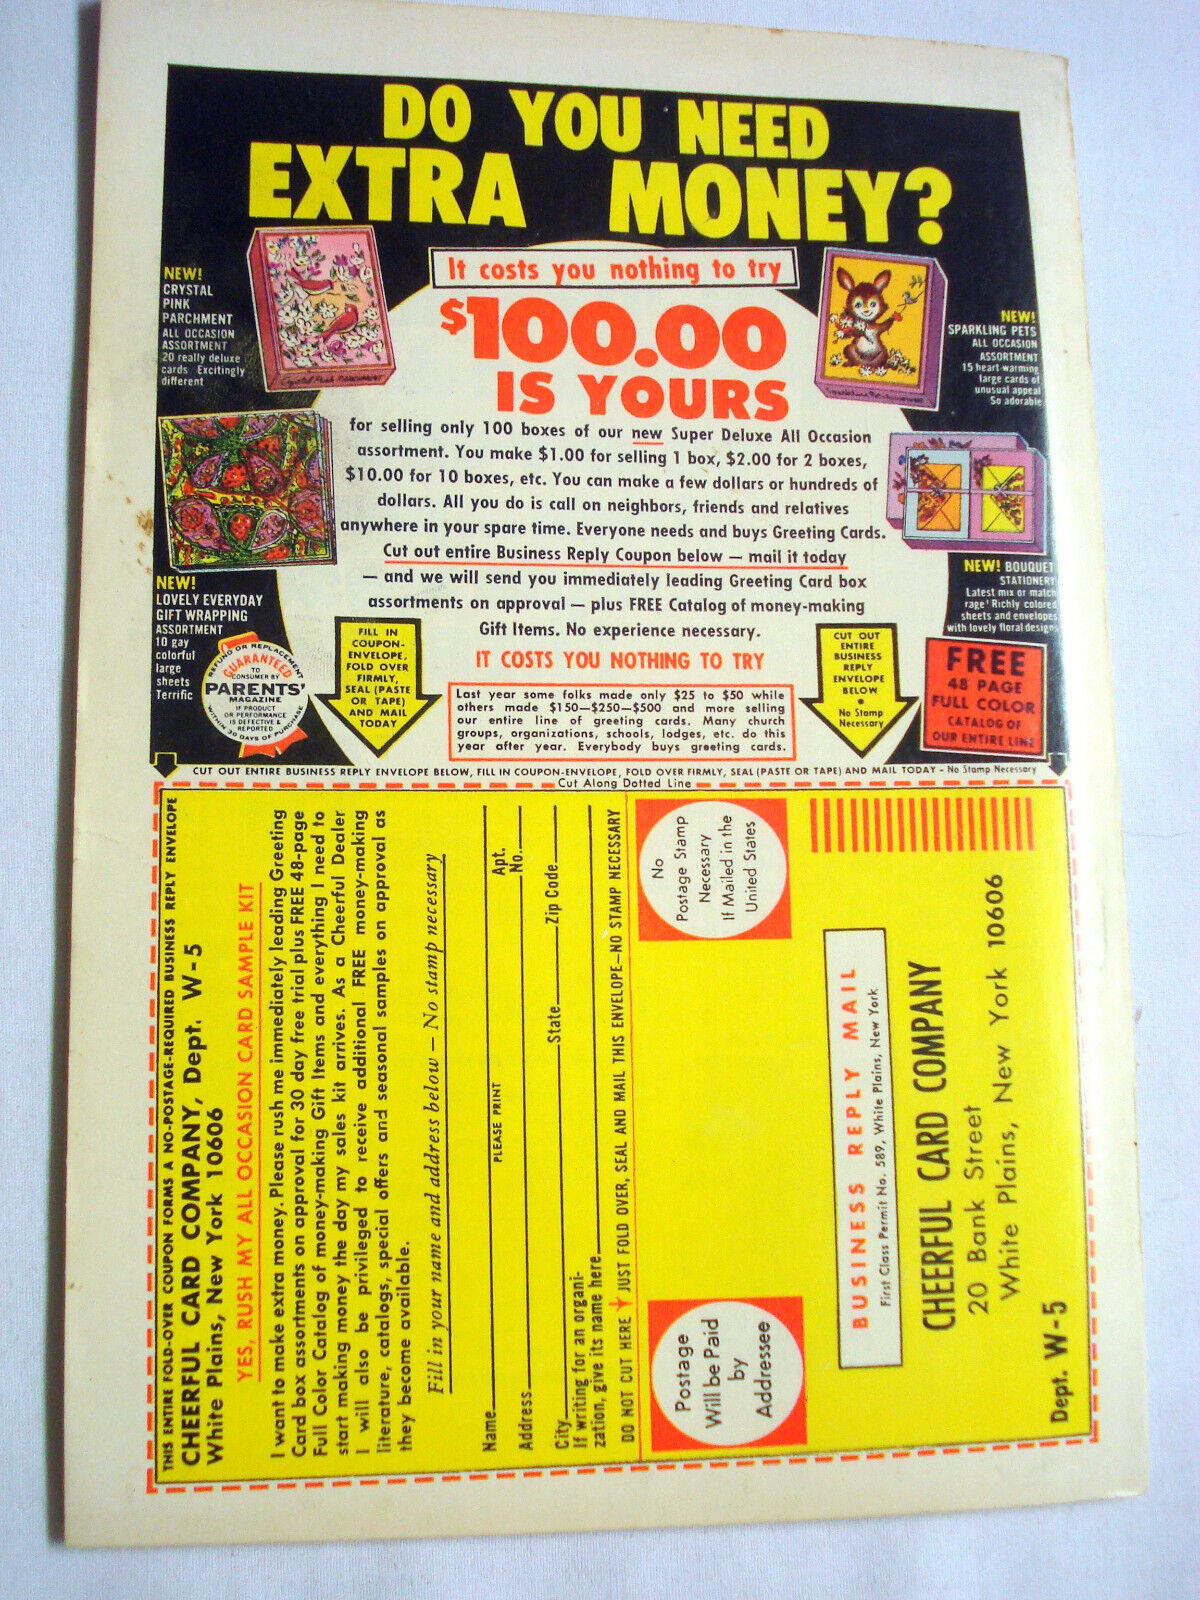 DO YOU NEED
EXTRA MONEY?
It costs you nothing to try
$100.00
IS YOURS
for selling only 100 boxes of our new Super Deluxe All Occasion
assortment. You make $1.00 for selling 1 box, $2.00 for 2 boxes,
$10.00 for 10 boxes, etc. You can make a few dollars or hundreds of
dollars. All you do is call on neighbors, friends and relatives
anywhere in your spare time. Everyone needs and buys Greeting Cards.
Cut out entire Business Reply Coupon below — mail it today
— and we will send you immediately leading Greeting Card box
assortments on approval — plus FREE Catalog of money-making
Gift Items. No experience necessary.
IT COSTS YOU NOTHING TO TRY
Last year some folks made only $25 to $50 while
others made $150—$250—$500 and more selling
our entire line of greeting cards. Many church
groups, organizations, schools, lodges, etc. do this
year after year. Everybody buys greeting cards.
NEW!
CRYSTAL
PINK
PARCHMENT
ALL OCCASION
ASSORTMENT
20 really deluxe
cards Excitingly
different
Crystal Pink PARCHMENT
NEW!
SPARKLING PETS
ALL OCCASION
ASSORTMENT
15 heart-warming
large cards of
unusual appeal
So adorable
NEW!
LOVELY EVERYDAY
GIFT WRAPPING
ASSORTMENT
10 gay
colorful
large
sheets
Terrific
NEW! BOUQUET
STATIONERY
Latest mix or match
rage! Richly colored
sheets and envelopes
with lovely floral designs
REFUND OR REPLACEMENT
GUARANTEED
TO
CONSUMER BY
PARENTS'
MAGAZINE
IF PRODUCT
OR PERFORMANCE
IS DEFECTIVE &
REPORTED
WITHIN 30 DAYS OF PURCHASE
FILL IN
COUPON-
ENVELOPE,
FOLD OVER
FIRMLY,
SEAL (PASTE
OR TAPE)
AND MAIL
TODAY
CUT OUT
ENTIRE
BUSINESS
REPLY
ENVELOPE
BELOW
•
No Stamp
Necessary
FREE
48 PAGE
FULL COLOR
CATALOG OF
OUR ENTIRE LINE
CUT OUT ENTIRE BUSINESS REPLY ENVELOPE BELOW, FILL IN COUPON-ENVELOPE, FOLD OVER FIRMLY, SEAL (PASTE OR TAPE) AND MAIL TODAY - No Stamp Necessary
Cut Along Dotted Line
THIS ENTIRE FOLD-OVER COUPON FORMS A NO-POSTAGE-REQUIRED BUSINESS REPLY ENVELOPE
CHEERFUL CARD COMPANY, Dept. W-5
White Plains, New York 10606
YES, RUSH MY ALL OCCASION CARD SAMPLE KIT
I want to make extra money. Please rush me immediately leading Greeting
Card box assortments on approval for 30 day free trial plus FREE 48-page
Full Color Catalog of money-making Gift Items and everything I need to
start making money the day my sales kit arrives. As a Cheerful Dealer
I will also be privileged to receive additional FREE money-making
literature, catalogs, special offers and seasonal samples on approval as
they become available.
Fill in your name and address below — No stamp necessary
Name
PLEASE PRINT
Address
Apt.
No.
City
State
Zip Code
If writing for an organi-
zation, give its name here
DO NOT CUT HERE JUST FOLD OVER, SEAL AND MAIL THIS ENVELOPE—NO STAMP NECESSARY
Postage
Will be Paid
by
Addressee
No
Postage Stamp
Necessary
If Mailed in the
United States
BUSINESS REPLY MAIL
First Class Permit No. 589, White Plains, New York
CHEERFUL CARD COMPANY
20 Bank Street
White Plains, New York 10606
Dept. W-5